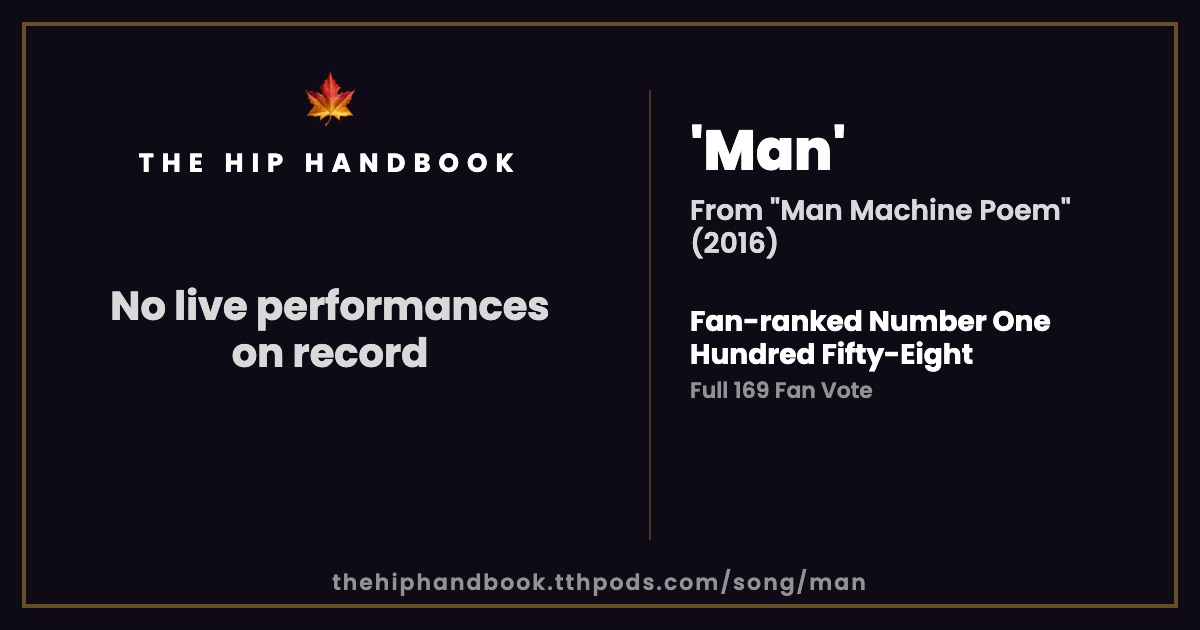 THE HIP HANDBOOK
No live performances
on record
'Man'
From "Man Machine Poem"
(2016)
Fan-ranked Number One
Hundred Fifty-Eight
Full 169 Fan Vote
thehiphandbook.tthpods.com/song/man